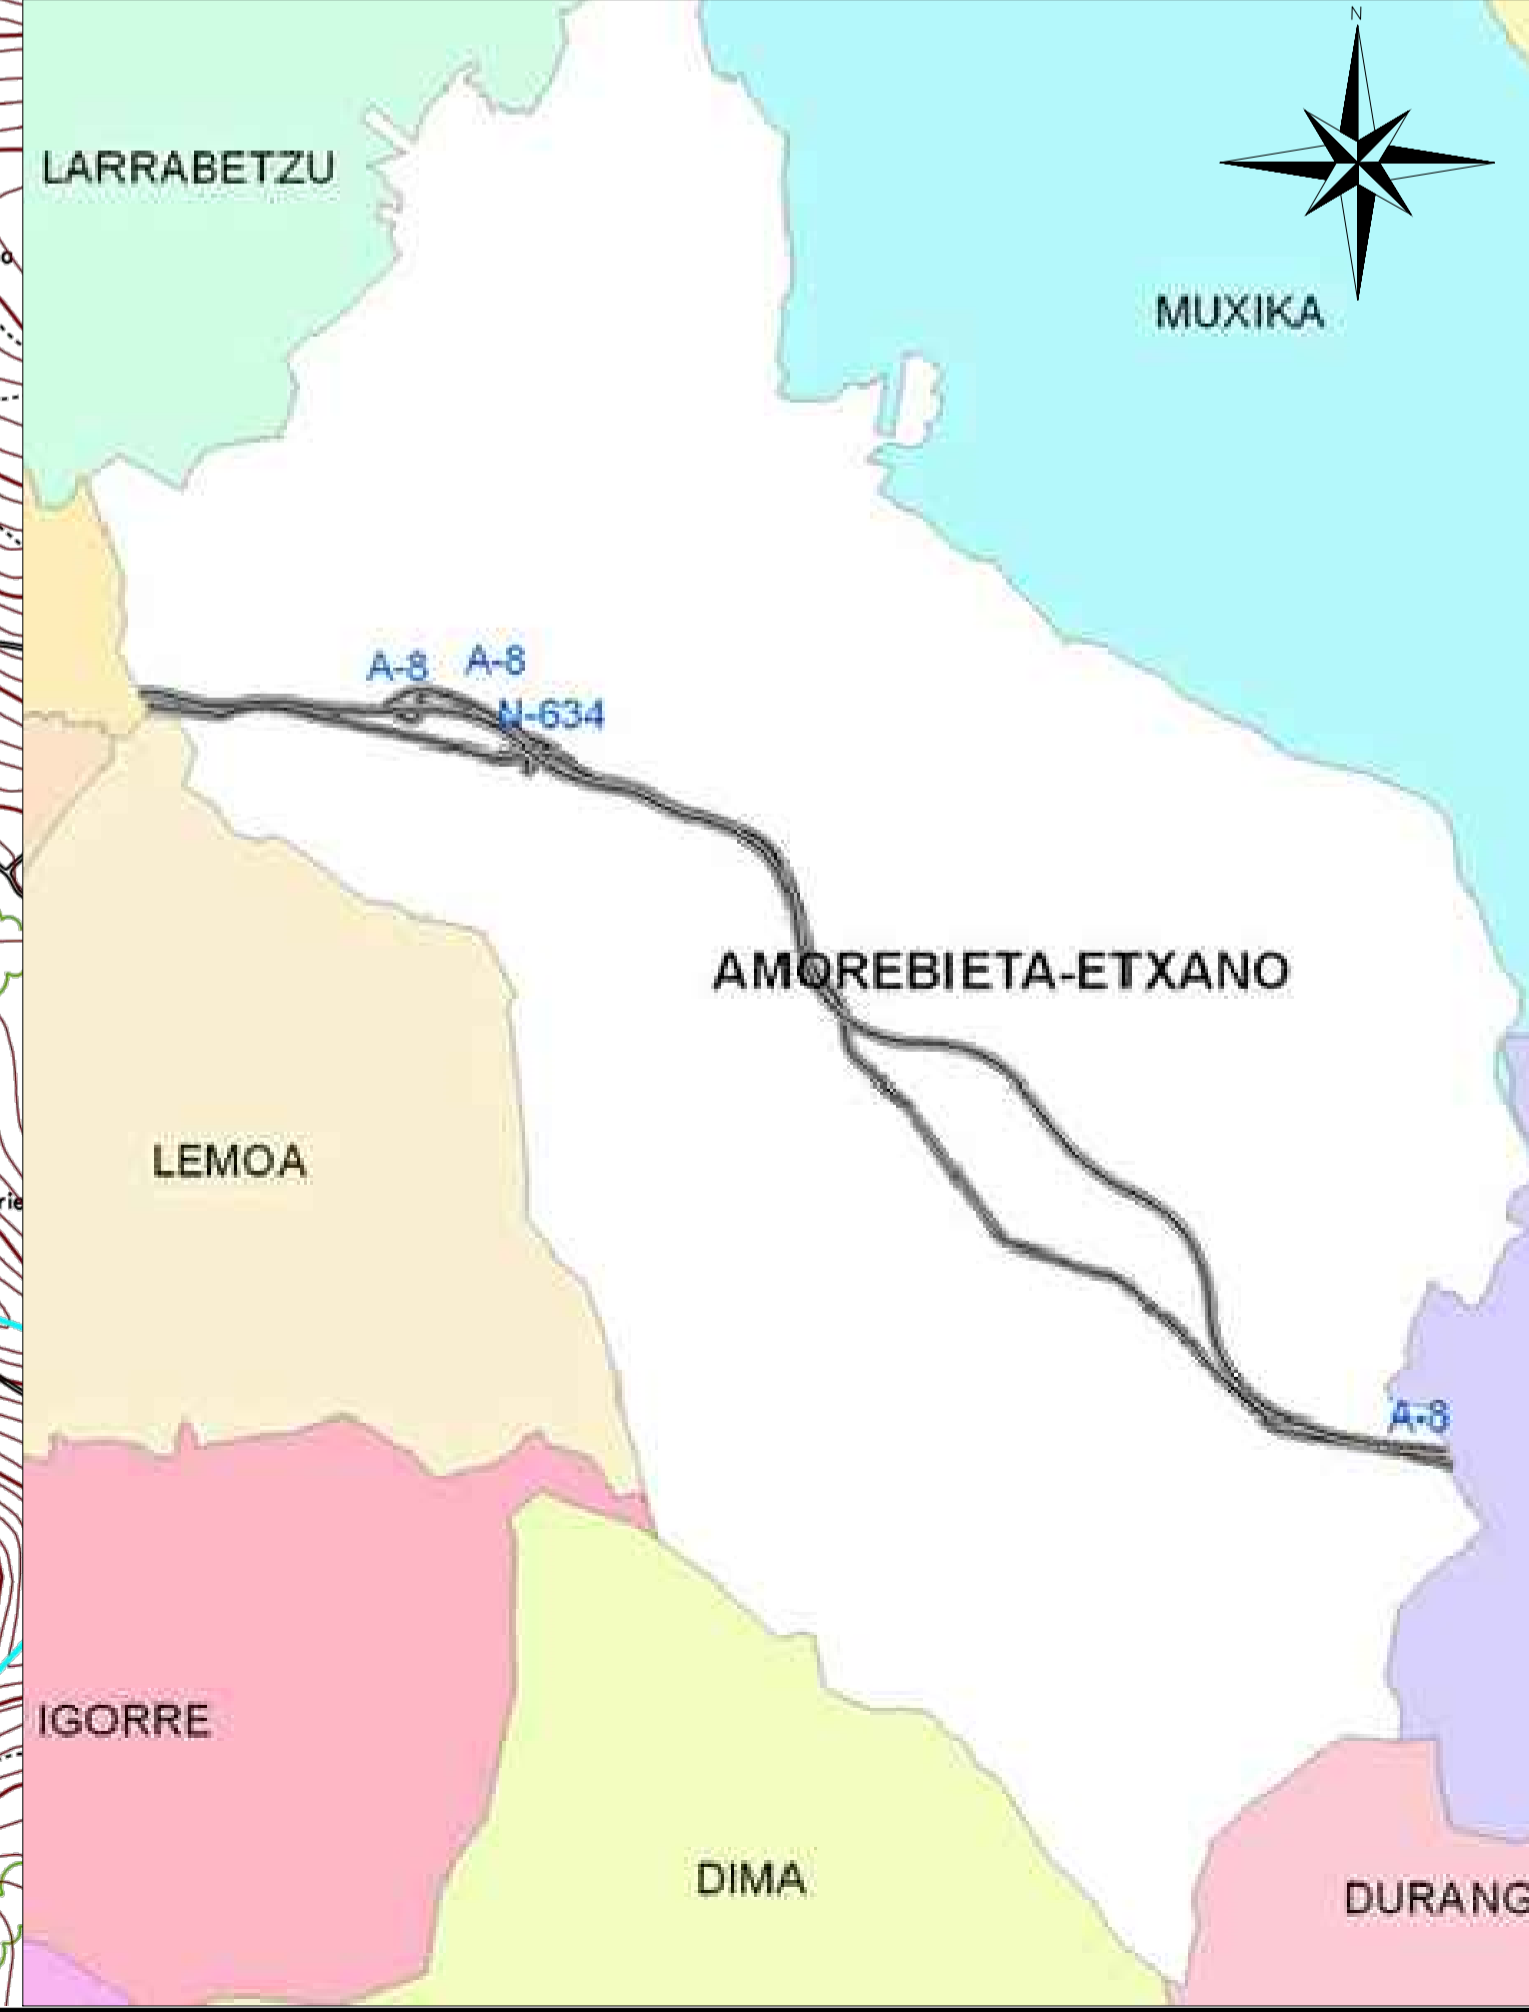 N
LARRABETZU
MUXIKA
A-8
A-8
N-634
AMOREBIETA-ETXANO
LEMOA
A-8
IGORRE
DIMA
DURANG